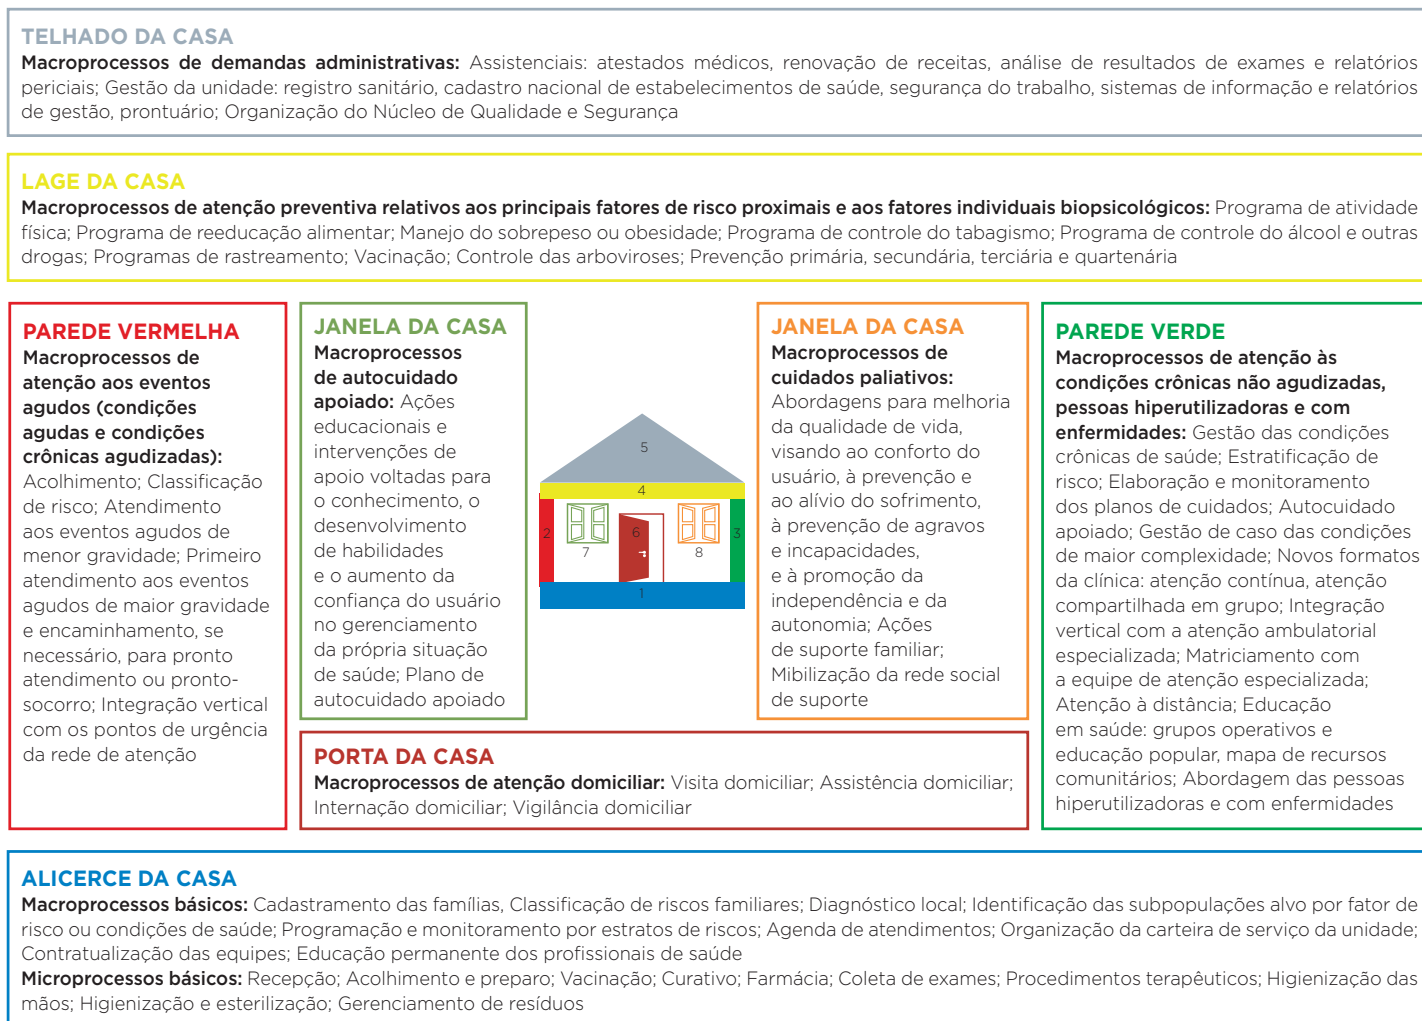 TELHADO DA CASA
Macroprocessos de demandas administrativas: Assistenciais: atestados médicos, renovação de receitas, análise de resultados de exames e relatórios
periciais; Gestão da unidade: registro sanitário, cadastro nacional de estabelecimentos de saúde, segurança do trabalho, sistemas de informação e relatórios
de gestão, prontuário; Organização do Núcleo de Qualidade e Segurança
LAGE DA CASA
Macroprocessos de atenção preventiva relativos aos principais fatores de risco proximais e aos fatores individuais biopsicológicos: Programa de atividade
física; Programa de reeducação alimentar; Manejo do sobrepeso ou obesidade; Programa de controle do tabagismo; Programa de controle do álcool e outras
drogas; Programas de rastreamento; Vacinação; Controle das arboviroses; Prevenção primária, secundária, terciária e quartenária
PAREDE VERMELHA
Macroprocessos de
atenção aos eventos
agudos (condições
agudas e condições
crônicas agudizadas):
Acolhimento; Classificação
de risco; Atendimento
aos eventos agudos de
menor gravidade; Primeiro
atendimento aos eventos
agudos de maior gravidade
e encaminhamento, se
necessário, para pronto
atendimento ou pronto-
socorro; Integração vertical
com os pontos de urgência
da rede de atenção
JANELA DA CASA
Macroprocessos
de autocuidado
apoiado: Ações
educacionais e
intervenções de
apoio voltadas para
o conhecimento, o
desenvolvimento
de habilidades
e o aumento da
confiança do usuário
no gerenciamento
da própria situação
de saúde; Plano de
autocuidado apoiado
5
4
2
6
3
7
8
1
JANELA DA CASA
Macroprocessos de
cuidados paliativos:
Abordagens para melhoria
da qualidade de vida,
visando ao conforto do
usuário, à prevenção e
ao alívio do sofrimento,
à prevenção de agravos
e incapacidades,
e à promoção da
independência e da
autonomia; Ações
de suporte familiar;
Mibilização da rede social
de suporte
PAREDE VERDE
Macroprocessos de atenção às
condições crônicas não agudizadas,
pessoas hiperutilizadoras e com
enfermidades: Gestão das condições
crônicas de saúde; Estratificação de
risco; Elaboração e monitoramento
dos planos de cuidados; Autocuidado
apoiado; Gestão de caso das condições
de maior complexidade; Novos formatos
da clínica: atenção contínua, atenção
compartilhada em grupo; Integração
vertical com a atenção ambulatorial
especializada; Matriciamento com
a equipe de atenção especializada;
Atenção à distância; Educação
em saúde: grupos operativos e
educação popular, mapa de recursos
comunitários; Abordagem das pessoas
hiperutilizadoras e com enfermidades
PORTA DA CASA
Macroprocessos de atenção domiciliar: Visita domiciliar; Assistência domiciliar;
Internação domiciliar; Vigilância domiciliar
ALICERCE DA CASA
Macroprocessos básicos: Cadastramento das famílias, Classificação de riscos familiares; Diagnóstico local; Identificação das subpopulações alvo por fator de
risco ou condições de saúde; Programação e monitoramento por estratos de riscos; Agenda de atendimentos; Organização da carteira de serviço da unidade;
Contratualização das equipes; Educação permanente dos profissionais de saúde
Microprocessos básicos: Recepção; Acolhimento e preparo; Vacinação; Curativo; Farmácia; Coleta de exames; Procedimentos terapêuticos; Higienização das
mãos; Higienização e esterilização; Gerenciamento de resíduos